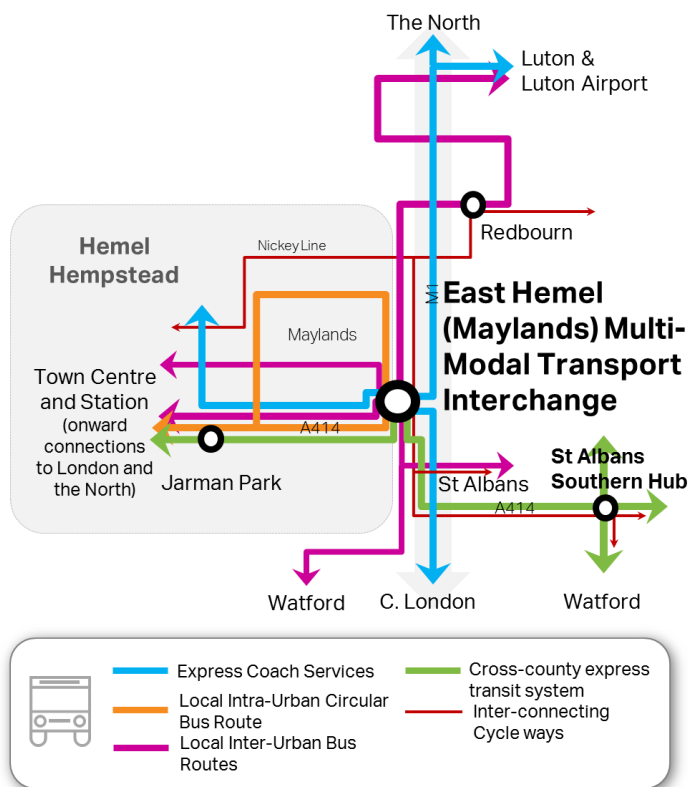 The North
Luton &
Luton Airport
Redbourn
Hemel
Hempstead
Nickey Line
M1
East Hemel
(Maylands) Multi-
Modal Transport
Interchange
Maylands
Town Centre
and Station
(onward
connections
to London and
the North)
A414
Jarman Park
St Albans
St Albans
Southern Hub
A414
Watford
C. London
Watford
Express Coach Services
Local Intra-Urban Circular
Bus Route
Local Inter-Urban Bus
Routes
Cross-county express
transit system
Inter-connecting
Cycle ways